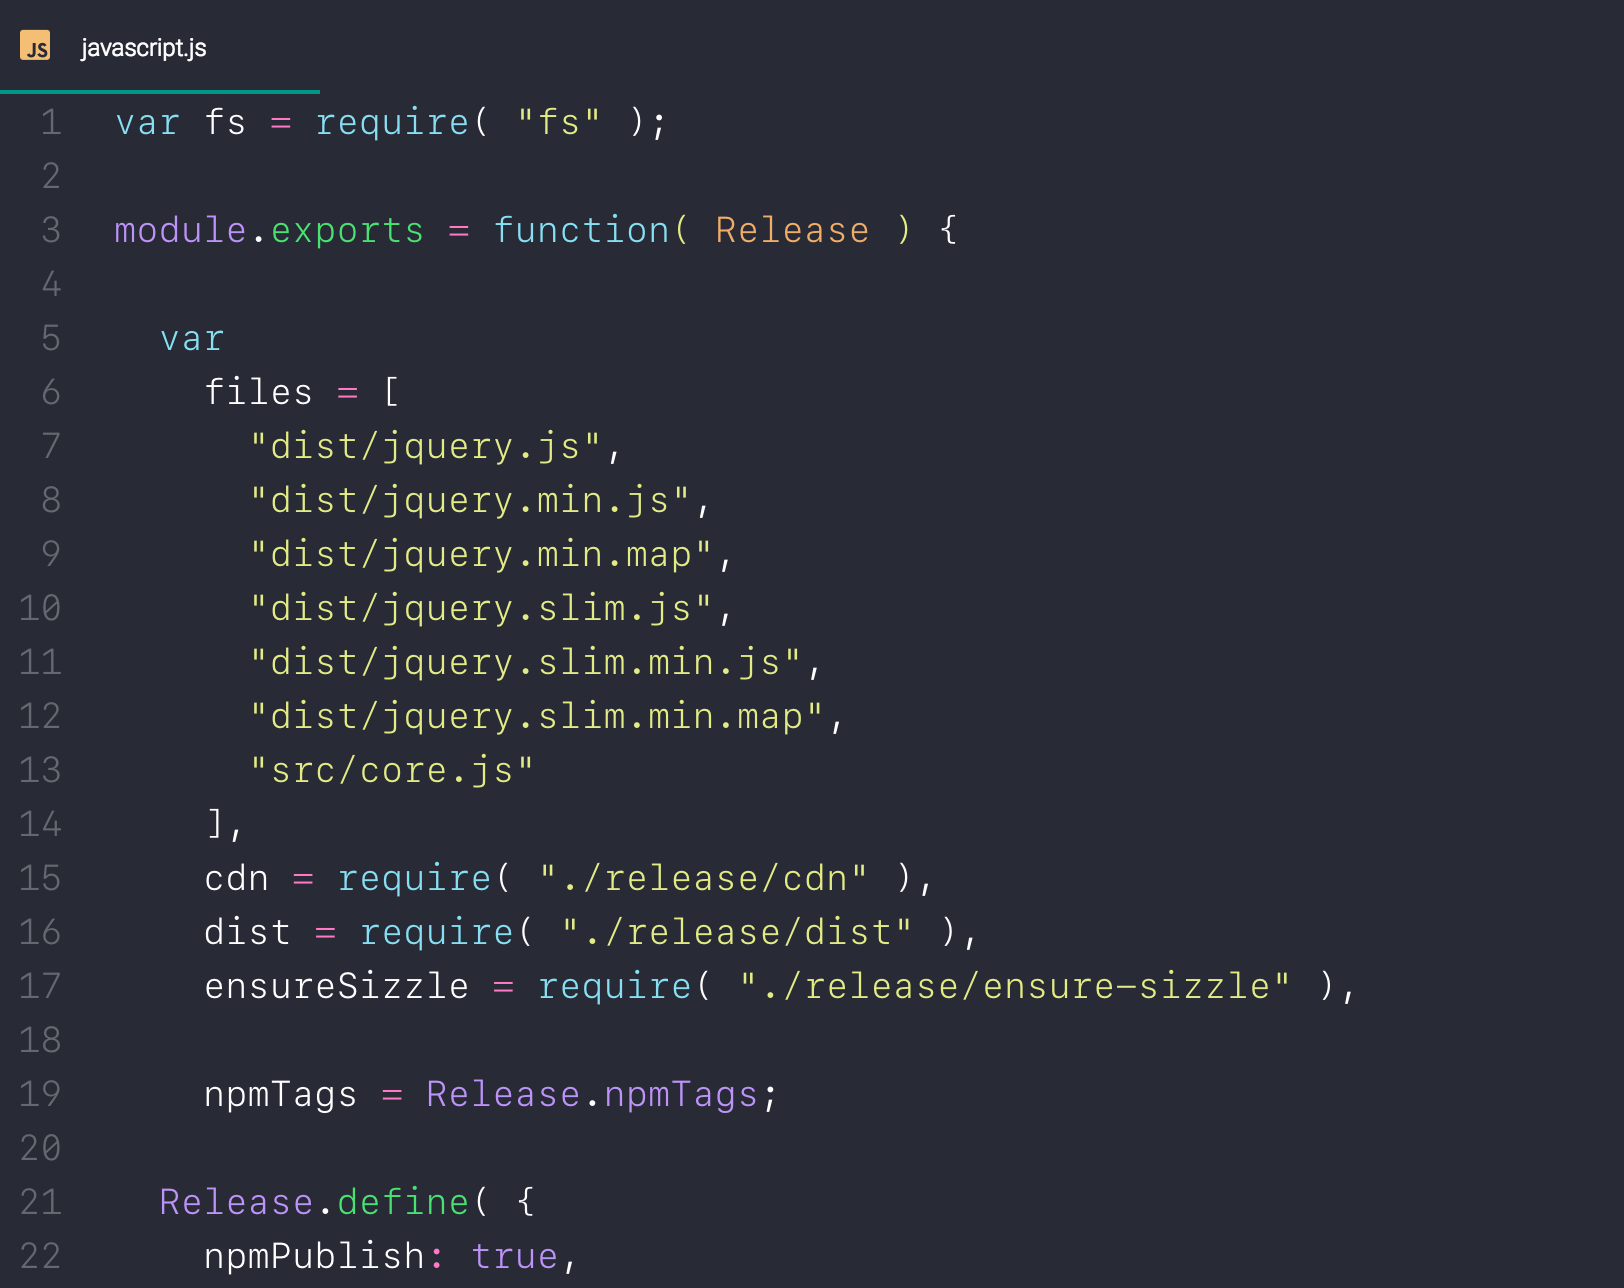 JS javascript.js
1 var fs = require( "fs" );
2
3 module.exports = function( Release ) {
4
5   var
6     files = [
7       "dist/jquery.js",
8       "dist/jquery.min.js",
9       "dist/jquery.min.map",
10       "dist/jquery.slim.js",
11       "dist/jquery.slim.min.js",
12       "dist/jquery.slim.min.map",
13       "src/core.js"
14     ],
15     cdn = require( "./release/cdn" ),
16     dist = require( "./release/dist" ),
17     ensureSizzle = require( "./release/ensure-sizzle" ),
18
19     npmTags = Release.npmTags;
20
21   Release.define( {
22     npmPublish: true,